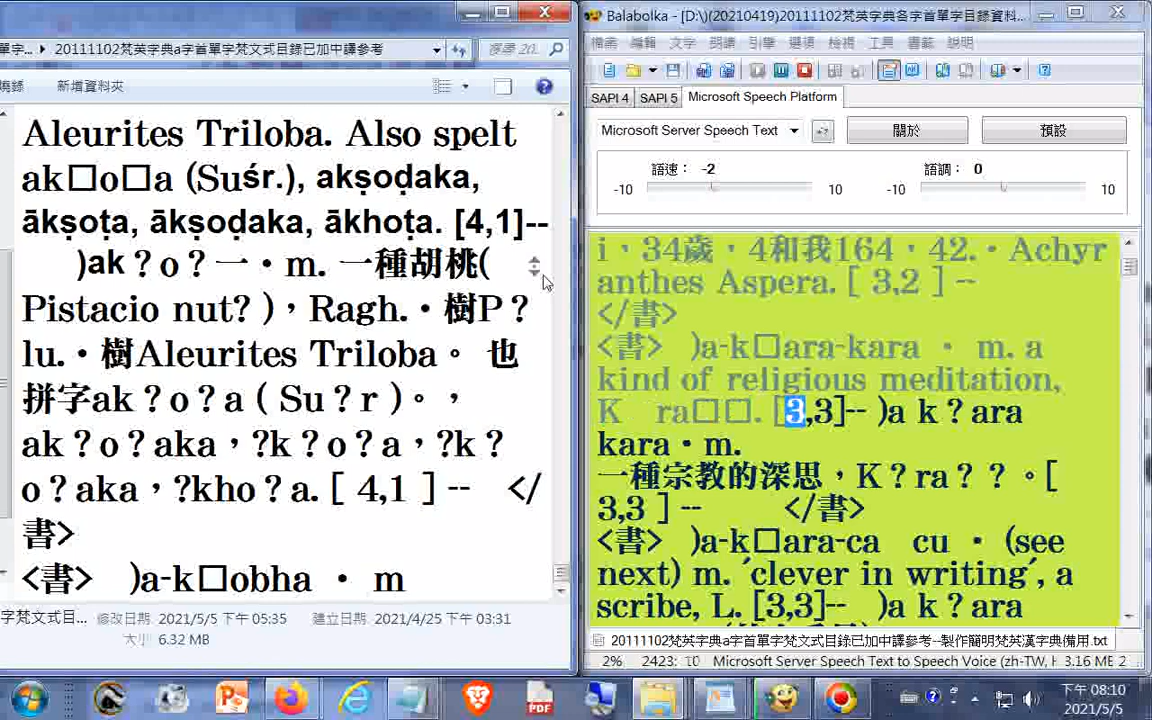 單字... ▸ 20111102梵英字典a字首單字梵文式目錄已加中譯參考
搜尋 20...
燒錄 新增資料夾
Aleurites Triloba. Also spelt
ak□o□a (Suśr.), akṣoḍaka,
ākṣoṭa, ākṣoḍaka, ākhoṭa. [4,1]--
)ak？o？一・m. 一種胡桃(
Pistacio nut? )，Ragh.・樹P？
lu.・樹Aleurites Triloba。 也
拼字ak？o？a ( Su？r )。，
ak？o？aka，?k？o？a，?k？
o？aka，?kho？a. [ 4,1 ] -- </
書>
<書> )a-k□obha ・ m
字梵文式目... 修改日期: 2021/5/5 下午 05:35 建立日期: 2021/4/25 下午 03:31
大小: 6.32 MB
Balabolka - [D:\)(20210419)20111102梵英字典各字首單字目錄資料...
檔案 編輯 文字 朗讀 引擎 選項 檢視 工具 書籤 說明
SAPI 4 SAPI 5 Microsoft Speech Platform
Microsoft Server Speech Text 關於 預設
語速： -2 語調： 0
-10 10 -10 10
i，34歲，4和我164，42.・Achyr
anthes Aspera. [ 3,2 ] --
</書>
<書> )a-k□ara-kara ・ m. a
kind of religious meditation,
K ra□□. [3,3]-- )a k？ara
kara・m.
一種宗教的深思，K？ra？？。[
3,3 ] -- </書>
<書> )a-k□ara-ca cu ・ (see
next) m. 'clever in writing', a
scribe, L. [3,3]-- )a k？ara
20111102梵英字典a字首單字梵文式目錄已加中譯參考--製作簡明梵英漢字典備用.txt
2% 2423: 10 Microsoft Server Speech Text to Speech Voice (zh-TW, H 3.16 ME 2
下午 08:10
2021/5/5